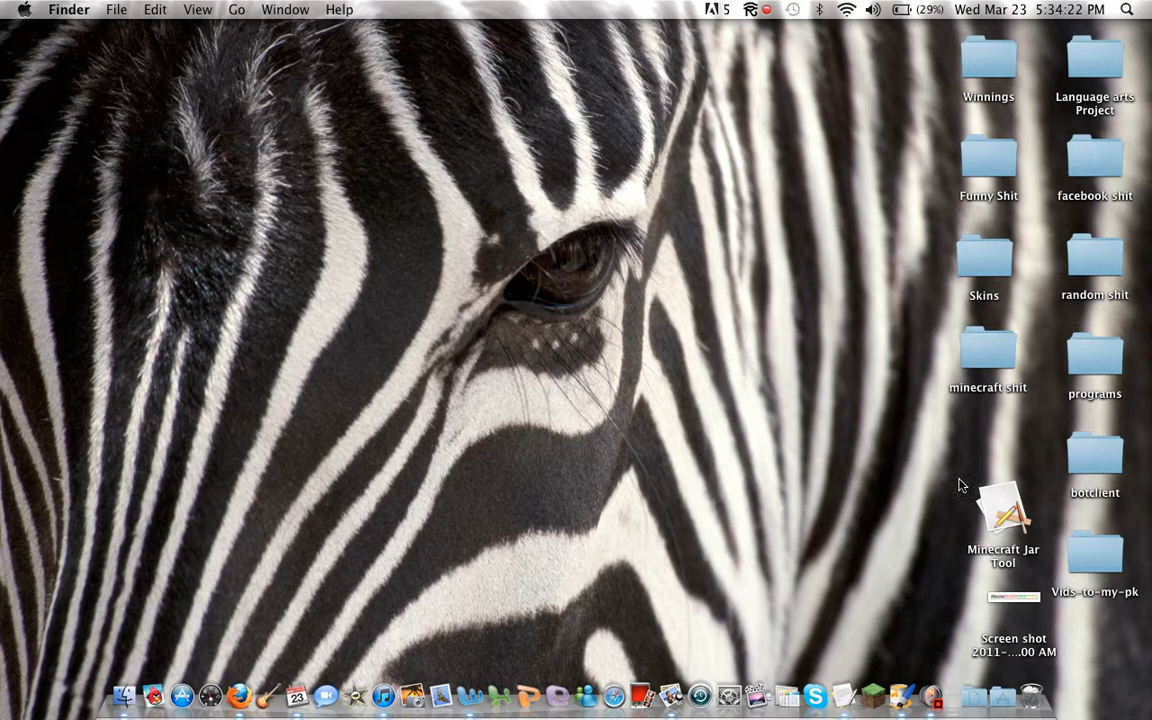 Finder File Edit View Go Window Help
5 (29%) Wed Mar 23 5:34:22 PM
Winnings
Language arts
Project
Funny Shit
facebook shit
Skins
random shit
minecraft shit
programs
botclient
Minecraft Jar
Tool
Vids-to-my-pk
Screen shot
2011-....00 AM
23